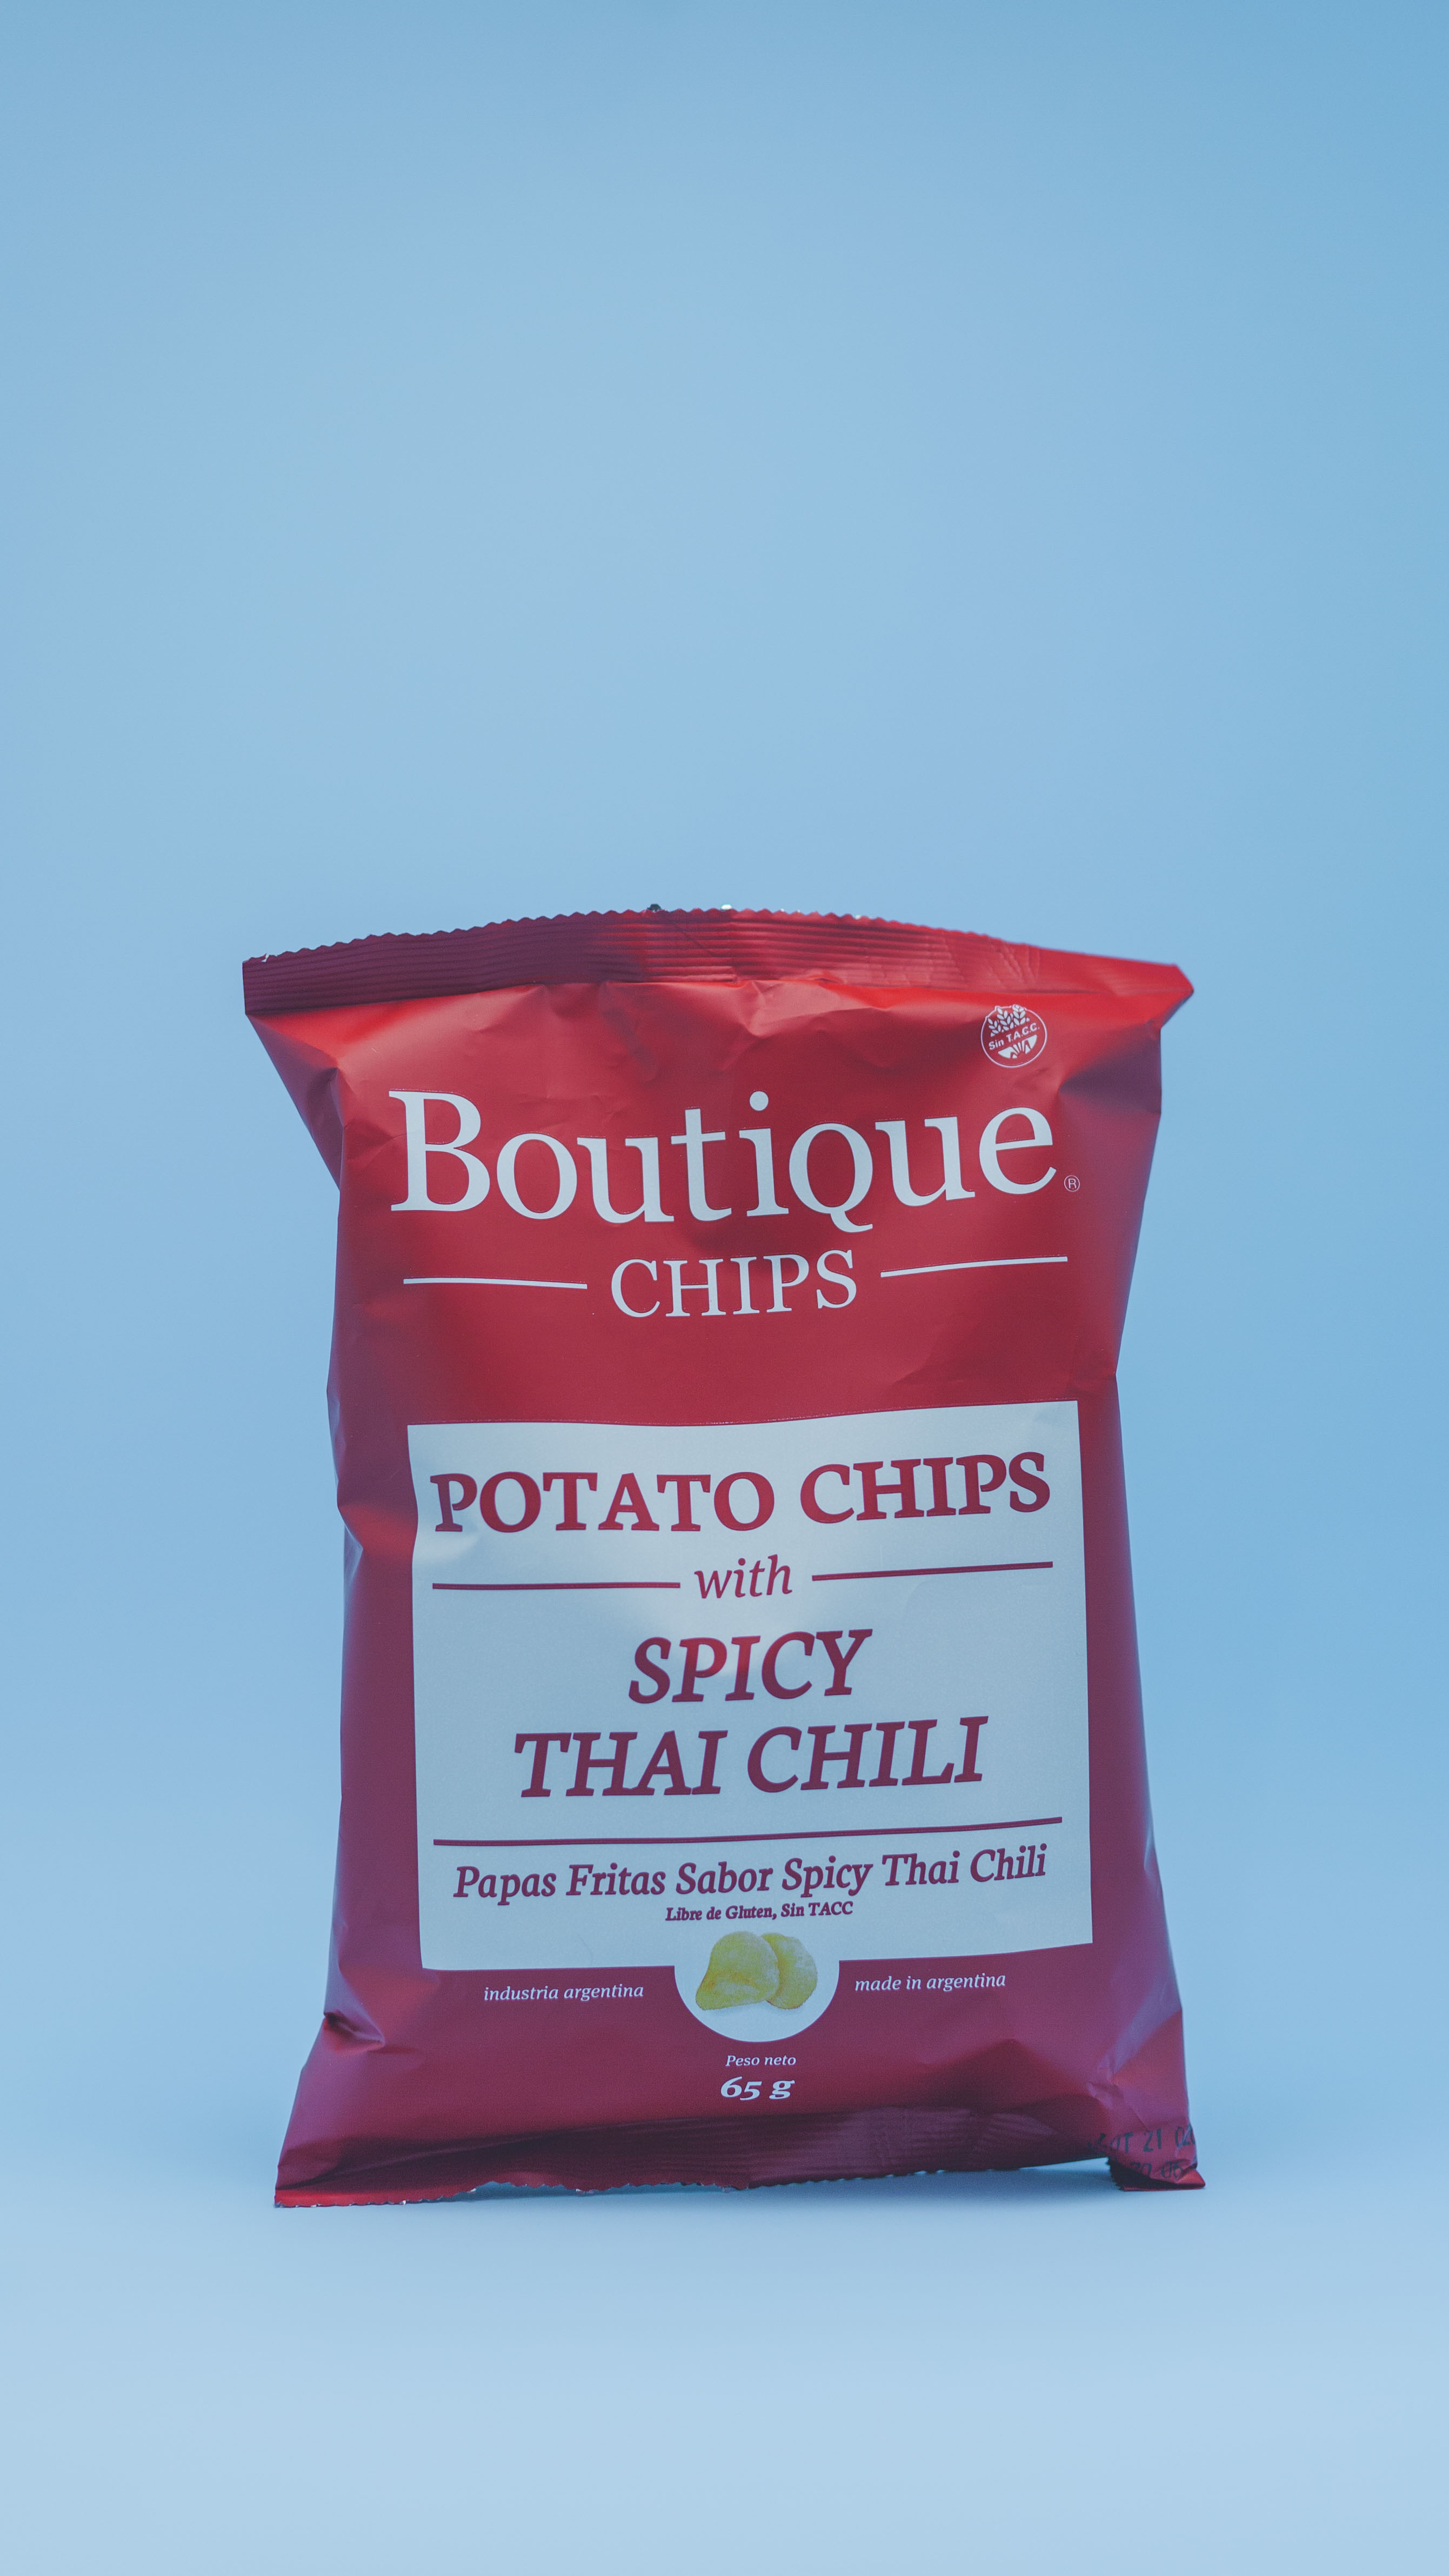 Sin T.A.C.C.
Boutique®
CHIPS
POTATO CHIPS
with
SPICY
THAI CHILI
Papas Fritas Sabor Spicy Thai Chili
Libre de Gluten, Sin TACC
industria argentina
made in argentina
Peso neto
65 g